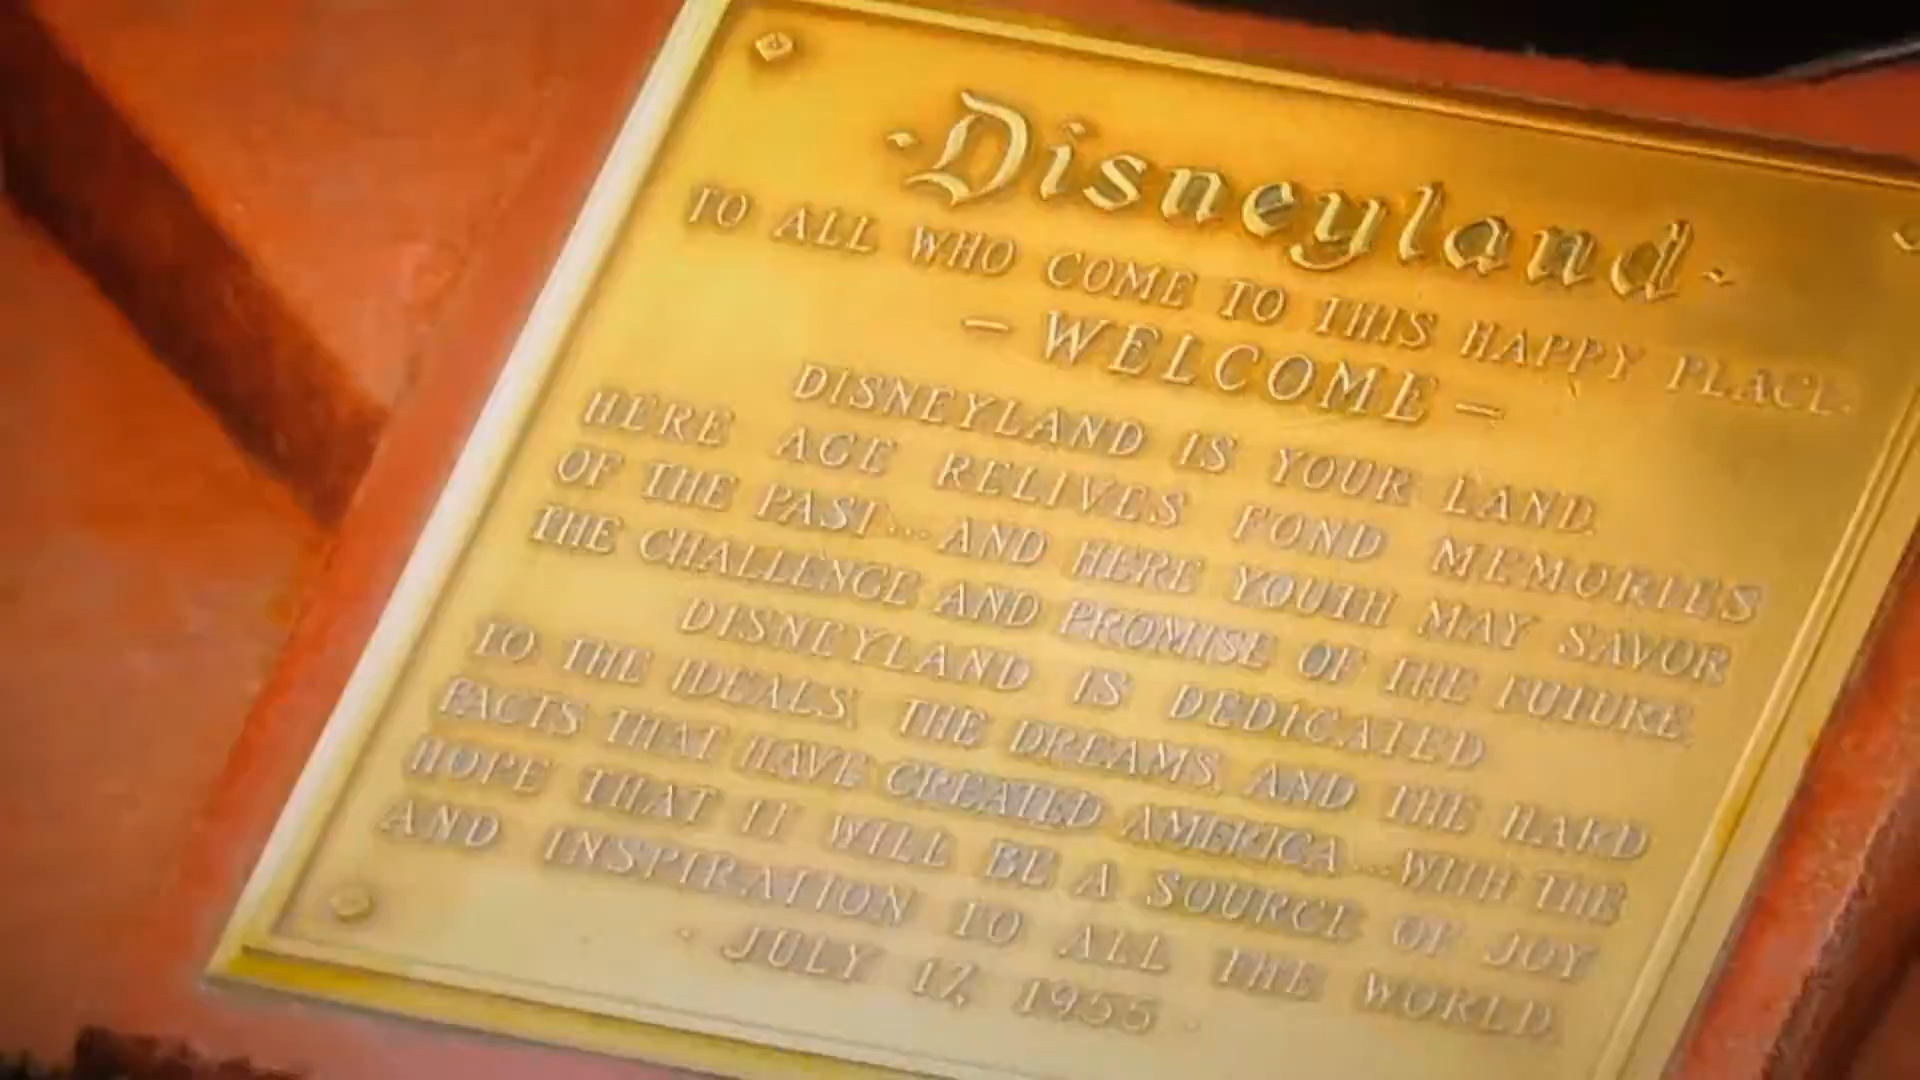 ·Disneyland·
TO ALL WHO COME TO THIS HAPPY PLACE·
– WELCOME –
DISNEYLAND IS YOUR LAND.
HERE AGE RELIVES FOND MEMORIES
OF THE PAST...AND HERE YOUTH MAY SAVOR
THE CHALLENGE AND PROMISE OF THE FUTURE.
DISNEYLAND IS DEDICATED
TO THE IDEALS, THE DREAMS, AND THE HARD
FACTS THAT HAVE CREATED AMERICA...WITH THE
HOPE THAT IT WILL BE A SOURCE OF JOY
AND INSPIRATION TO ALL THE WORLD.
· JULY 17, 1955 ·